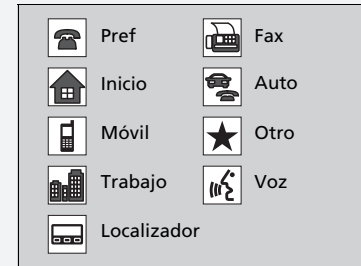 Pref Fax
Inicio Auto
Móvil Otro
Trabajo Voz
Localizador